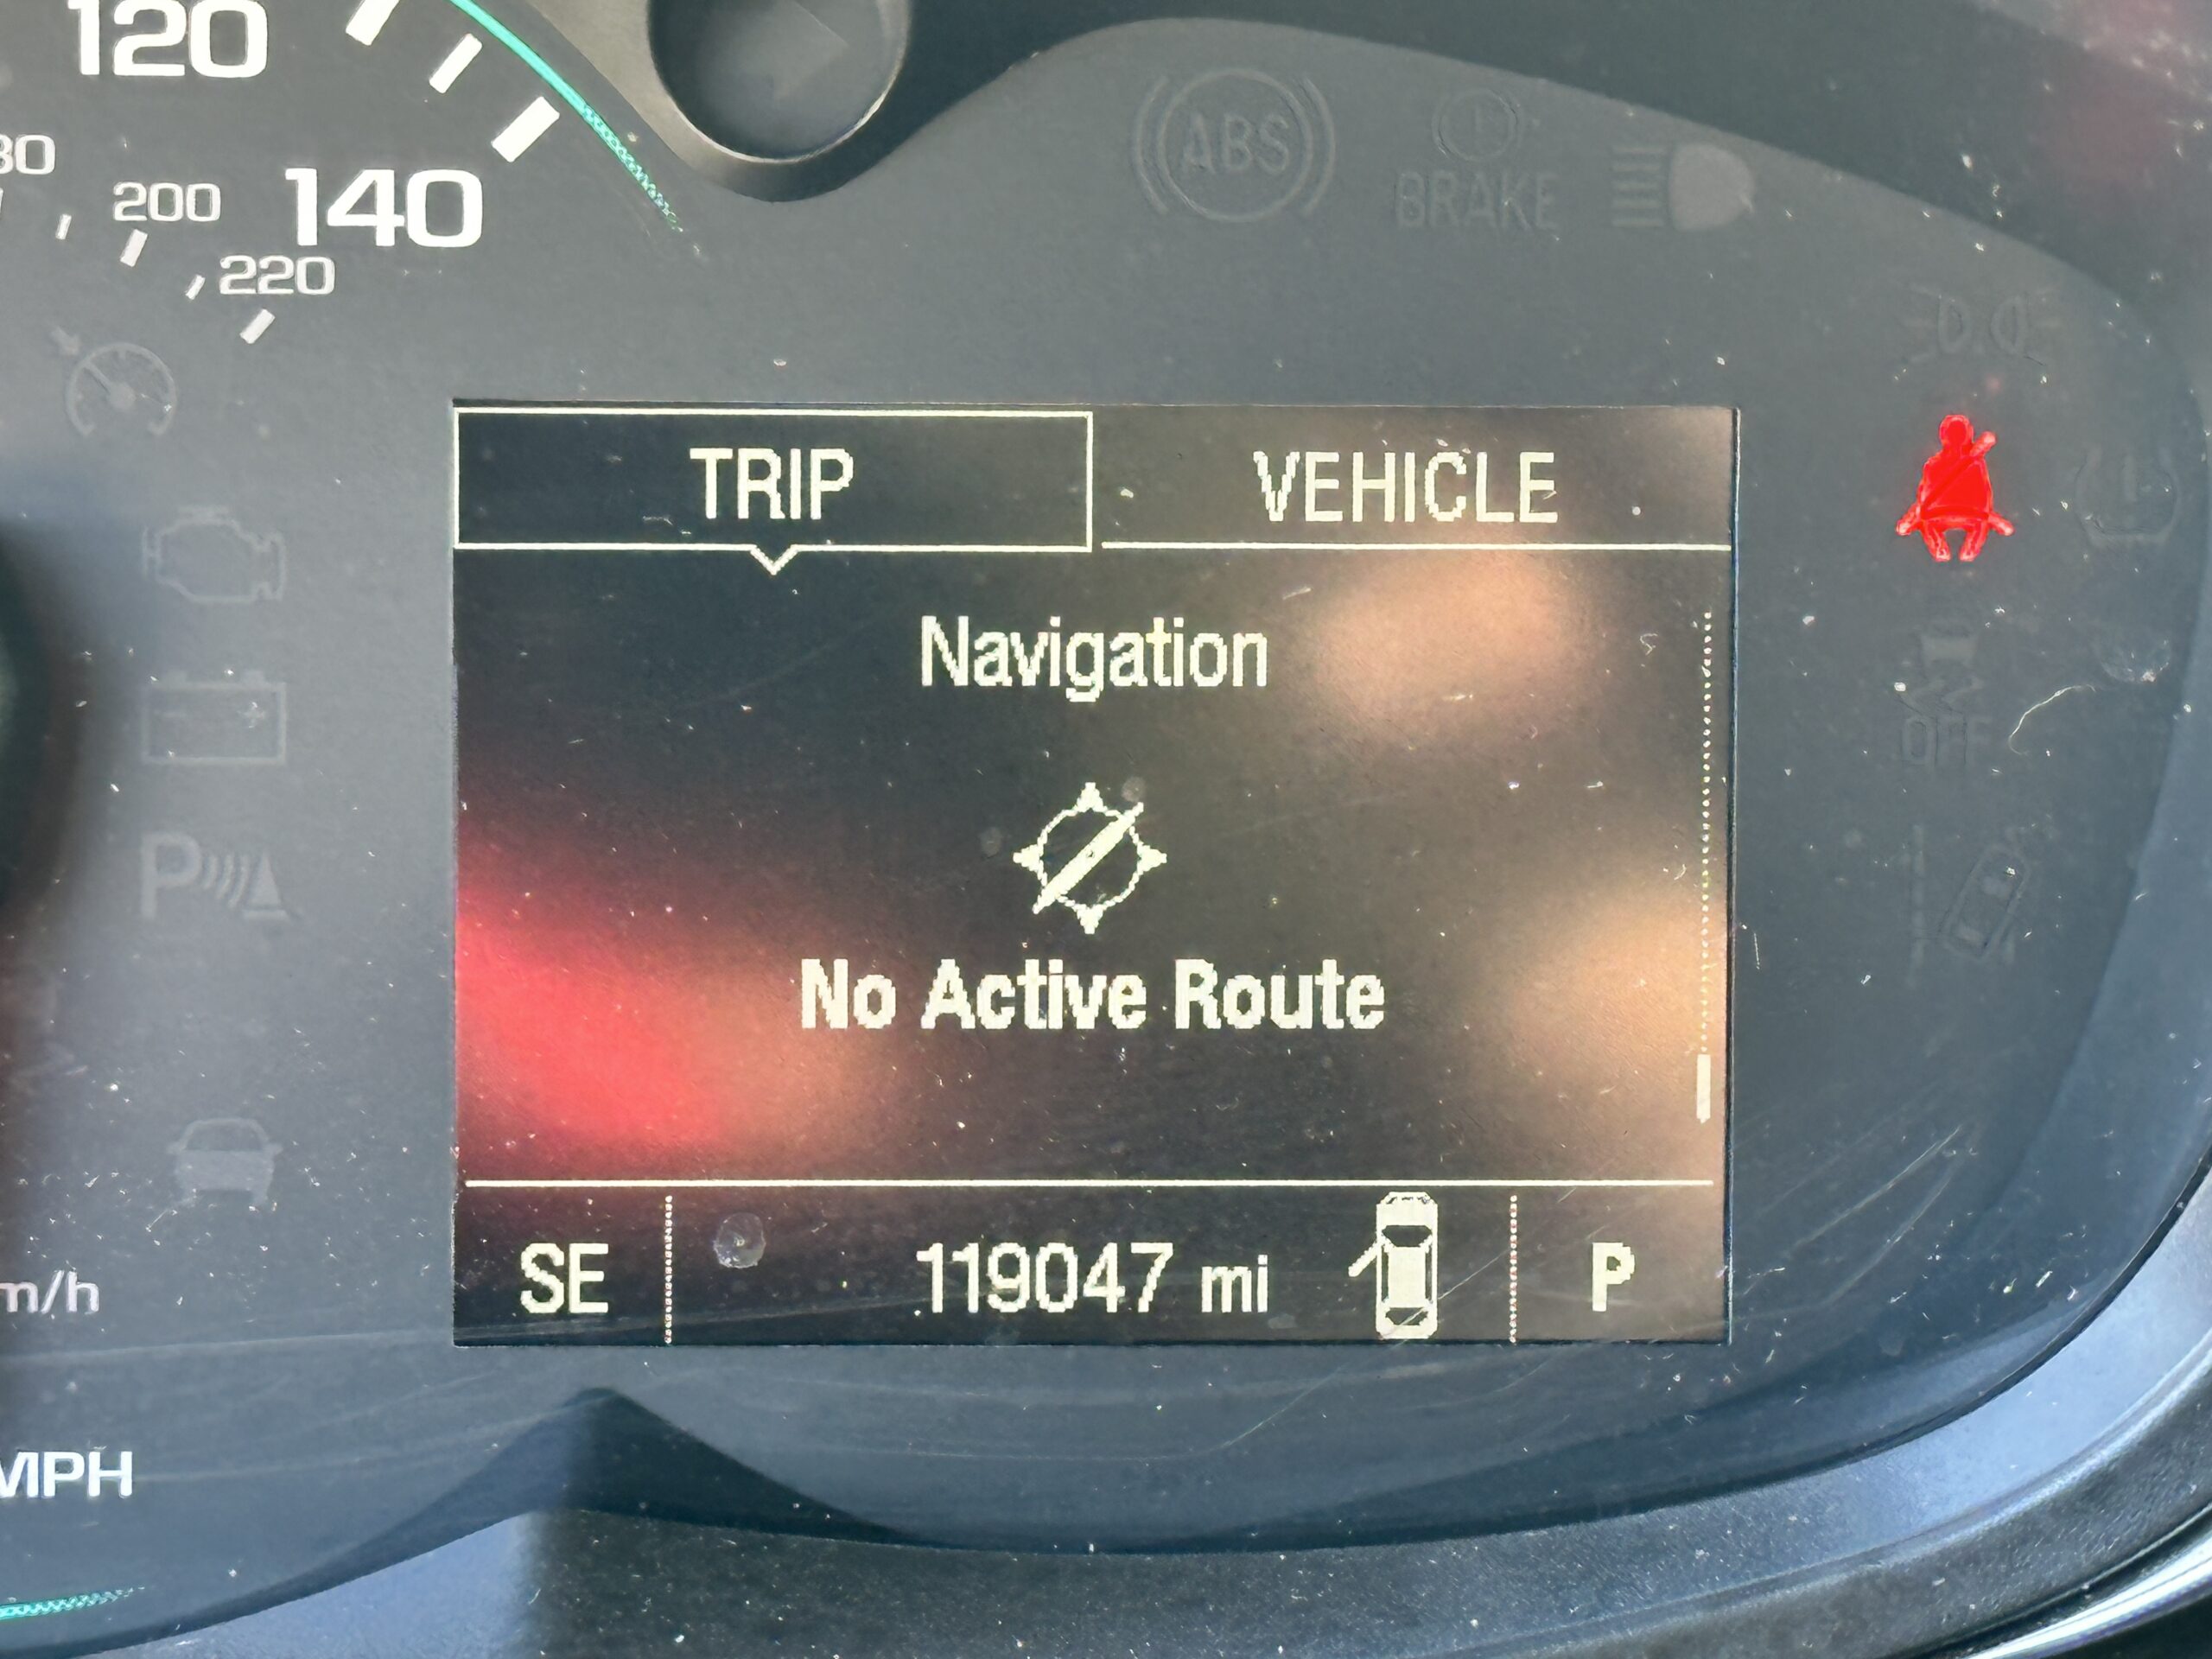 120
200 140
220
ABS
BRAKE
TRIP VEHICLE
Navigation
OFF
P
No Active Route
SE 119047 mi P
m/h
MPH